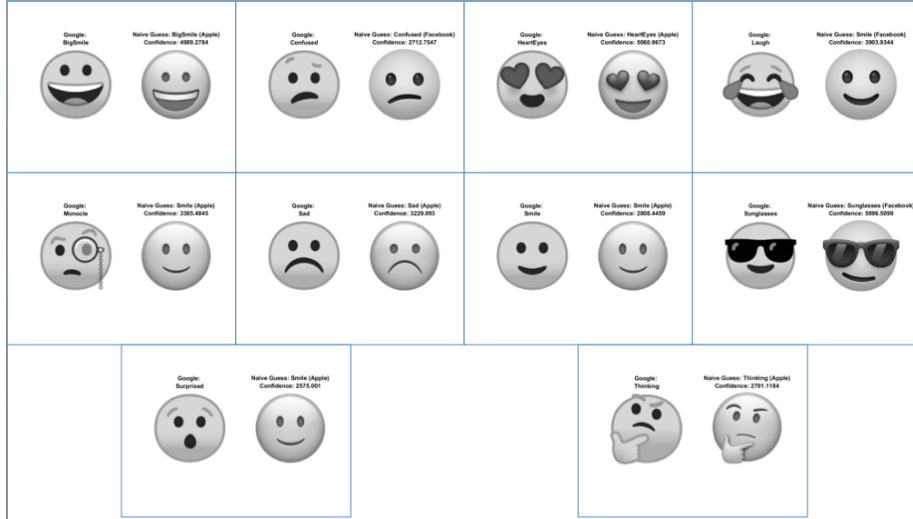 Google:
BigSmile
Naive Guess: BigSmile (Apple)
Confidence: 4989.2784
Google:
Confused
Naive Guess: Confused (Facebook)
Confidence: 2712.7547
Google:
HeartEyes
Naive Guess: HeartEyes (Apple)
Confidence: 5060.9673
Google:
Laugh
Naive Guess: Smile (Facebook)
Confidence: 3903.9344
Google:
Monocle
Naive Guess: Smile (Apple)
Confidence: 3385.4845
Google:
Sad
Naive Guess: Sad (Apple)
Confidence: 3229.993
Google:
Smile
Naive Guess: Smile (Apple)
Confidence: 2808.4459
Google:
Sunglasses
Naive Guess: Sunglasses (Facebook)
Confidence: 5096.5099
Google:
Surprised
Naive Guess: Smile (Apple)
Confidence: 2575.001
Google:
Thinking
Naive Guess: Thinking (Apple)
Confidence: 2791.1184